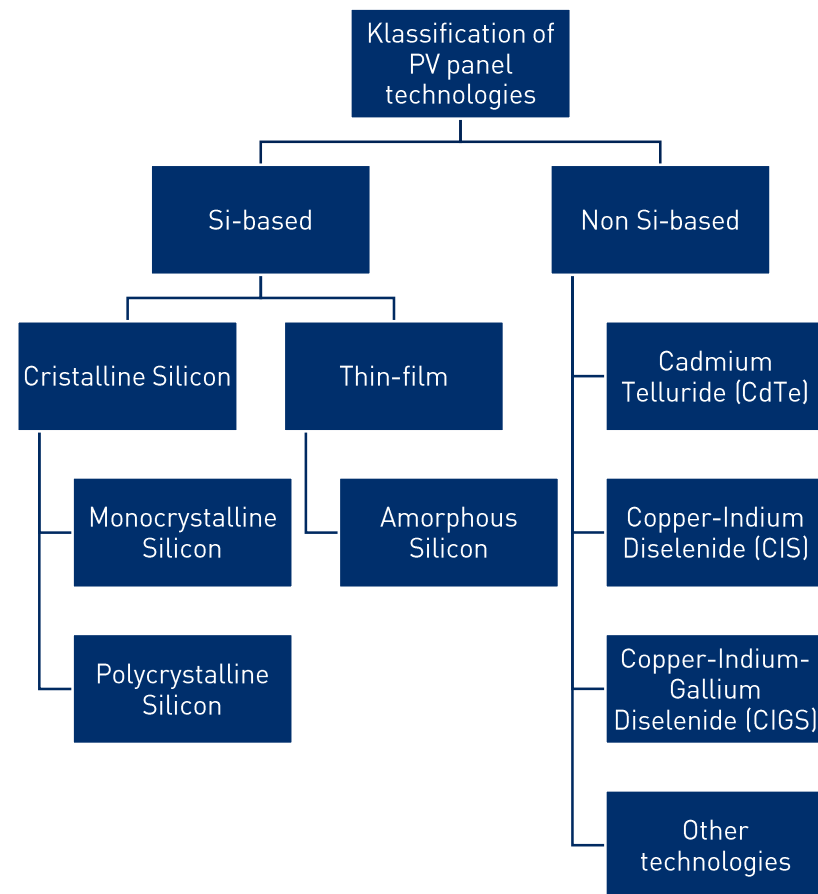 Klassification of
PV panel
technologies
Si-based
Non Si-based
Cristalline Silicon
Thin-film
Cadmium
Telluride (CdTe)
Monocrystalline
Silicon
Amorphous
Silicon
Copper-Indium
Diselenide (CIS)
Polycrystalline
Silicon
Copper-Indium-
Gallium
Diselenide (CIGS)
Other
technologies